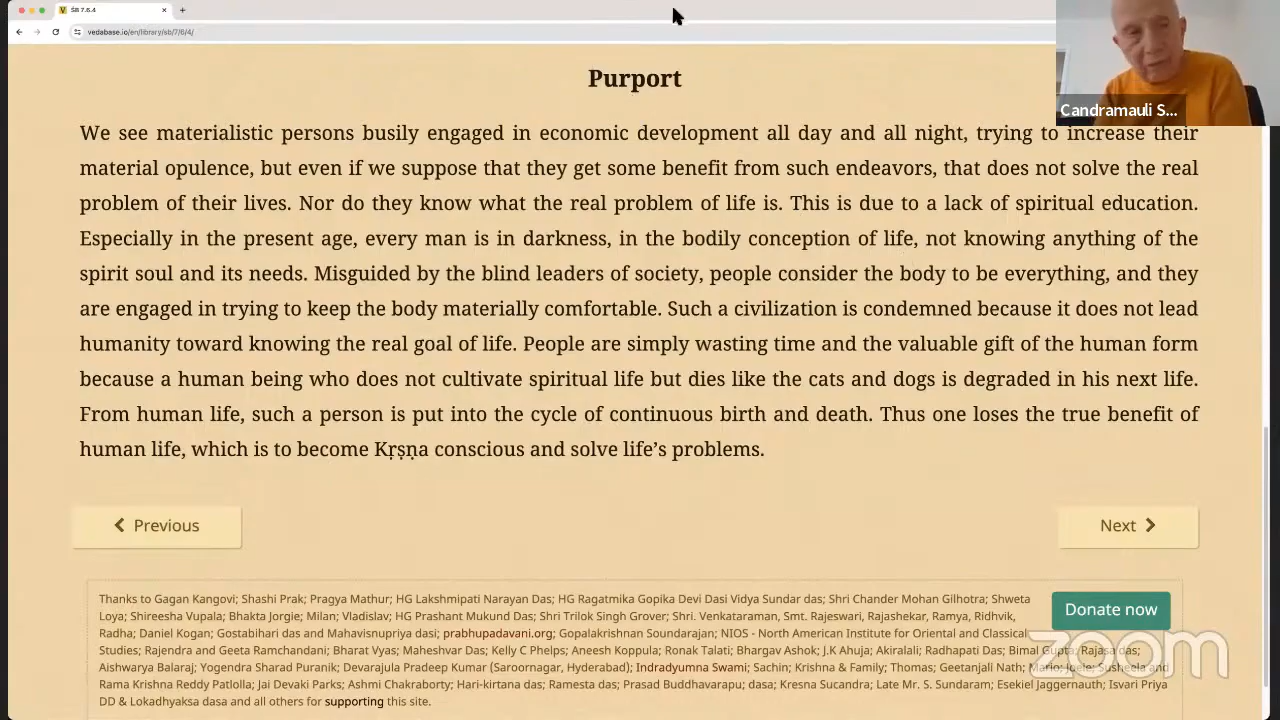 ŚB 7.6.4
vedabase.io/en/library/sb/7/6/4/
Candramauli S...
Purport
We see materialistic persons busily engaged in economic development all day and all night, trying to increase their
material opulence, but even if we suppose that they get some benefit from such endeavors, that does not solve the real
problem of their lives. Nor do they know what the real problem of life is. This is due to a lack of spiritual education.
Especially in the present age, every man is in darkness, in the bodily conception of life, not knowing anything of the
spirit soul and its needs. Misguided by the blind leaders of society, people consider the body to be everything, and they
are engaged in trying to keep the body materially comfortable. Such a civilization is condemned because it does not lead
humanity toward knowing the real goal of life. People are simply wasting time and the valuable gift of the human form
because a human being who does not cultivate spiritual life but dies like the cats and dogs is degraded in his next life.
From human life, such a person is put into the cycle of continuous birth and death. Thus one loses the true benefit of
human life, which is to become Kṛṣṇa conscious and solve life’s problems.
Previous
Next
Thanks to Gagan Kangovi; Shashi Prak; Pragya Mathur; HG Lakshmipati Narayan Das; HG Ragatmika Gopika Devi Dasi Vidya Sundar das; Shri Chander Mohan Gilhotra; Shweta
Loya; Shireesha Vupala; Bhakta Jorgie; Milan; Vladislav; HG Prashant Mukund Das; Shri Trilok Singh Grover; Shri. Venkataraman, Smt. Rajeswari, Rajashekar, Ramya, Ridhvik,
Radha; Daniel Kogan; Gostabihari das and Mahavisnupriya dasi; prabhupadavani.org; Gopalakrishnan Soundarajan; NIOS - North American Institute for Oriental and Classical
Studies; Rajendra and Geeta Ramchandani; Bharat Vyas; Maheshvar Das; Kelly C Phelps; Aneesh Koppula; Ronak Talati; Bhargav Ashok; J.K Ahuja; Akiralali; Radhapati Das; Bimal Gupta; Rajasa das;
Aishwarya Balaraj; Yogendra Sharad Puranik; Devarajula Pradeep Kumar (Saroornagar, Hyderabad); Indradyumna Swami; Sachin; Krishna & Family; Thomas; Geetanjali Nath; Mario; Joele; Susheela and
Rama Krishna Reddy Patlolla; Jai Devaki Parks; Ashmi Chakraborty; Hari-kirtana das; Ramesta das; Prasad Buddhavarapu; dasa; Kresna Sucandra; Late Mr. S. Sundaram; Esekiel Jaggernauth; Isvari Priya
DD & Lokadhyaksa dasa and all others for supporting this site.
Donate now
zoom